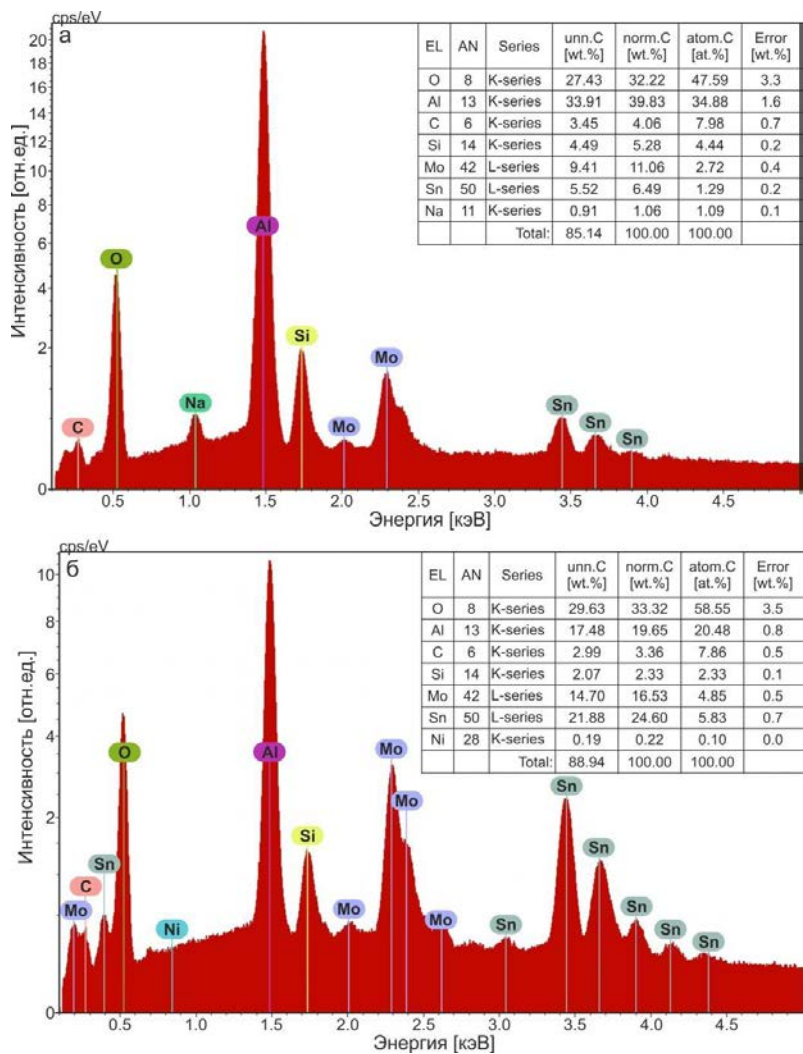 cps/eV
а
20
18
16
14
12
10
8
6
4
2
0
Интенсивность [отн.ед.]
C
O
Na
Al
Si
Mo
Mo
Sn
Sn
Sn
0.5 1.0 1.5 2.0 2.5 3.0 3.5 4.0 4.5
Энергия [кэВ]
EL AN Series unn.C [wt.%] norm.C [wt.%] atom.C [at.%] Error [wt.%]
O 8 K-series 27.43 32.22 47.59 3.3
Al 13 K-series 33.91 39.83 34.88 1.6
C 6 K-series 3.45 4.06 7.98 0.7
Si 14 K-series 4.49 5.28 4.44 0.2
Mo 42 L-series 9.41 11.06 2.72 0.4
Sn 50 L-series 5.52 6.49 1.29 0.2
Na 11 K-series 0.91 1.06 1.09 0.1
Total: 85.14 100.00 100.00
cps/eV
б
10
8
6
4
2
0
Интенсивность [отн.ед.]
Mo
C
Sn
O
Ni
Al
Si
Mo
Mo
Mo
Mo
Sn
Sn
Sn
Sn
Sn
Sn
0.5 1.0 1.5 2.0 2.5 3.0 3.5 4.0 4.5
Энергия [кэВ]
EL AN Series unn.C [wt.%] norm.C [wt.%] atom.C [at.%] Error [wt.%]
O 8 K-series 29.63 33.32 58.55 3.5
Al 13 K-series 17.48 19.65 20.48 0.8
C 6 K-series 2.99 3.36 7.86 0.5
Si 14 K-series 2.07 2.33 2.33 0.1
Mo 42 L-series 14.70 16.53 4.85 0.5
Sn 50 L-series 21.88 24.60 5.83 0.7
Ni 28 K-series 0.19 0.22 0.10 0.0
Total: 88.94 100.00 100.00